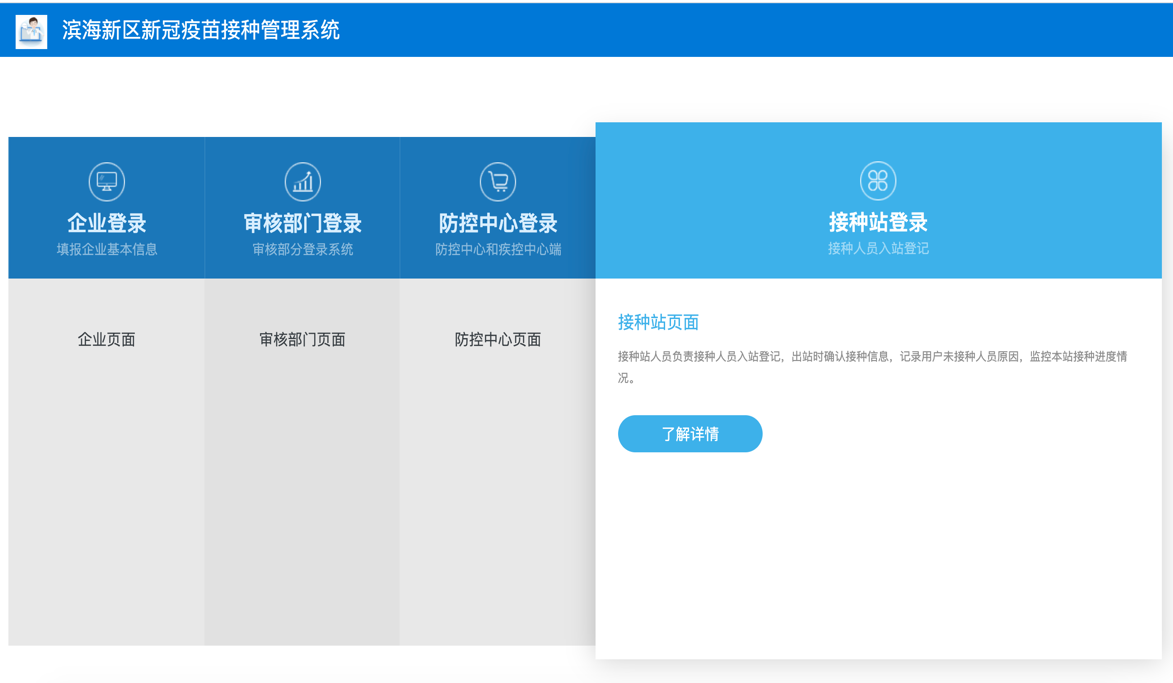 滨海新区新冠疫苗接种管理系统
企业登录
填报企业基本信息
审核部门登录
审核部分登录系统
防控中心登录
防控中心和疾控中心端
接种站登录
接种人员入站登记
企业页面
审核部门页面
防控中心页面
接种站页面
接种站人员负责接种人员入站登记，出站时确认接种信息，记录用户未接种人员原因，监控本站接种进度情
况。
了解详情